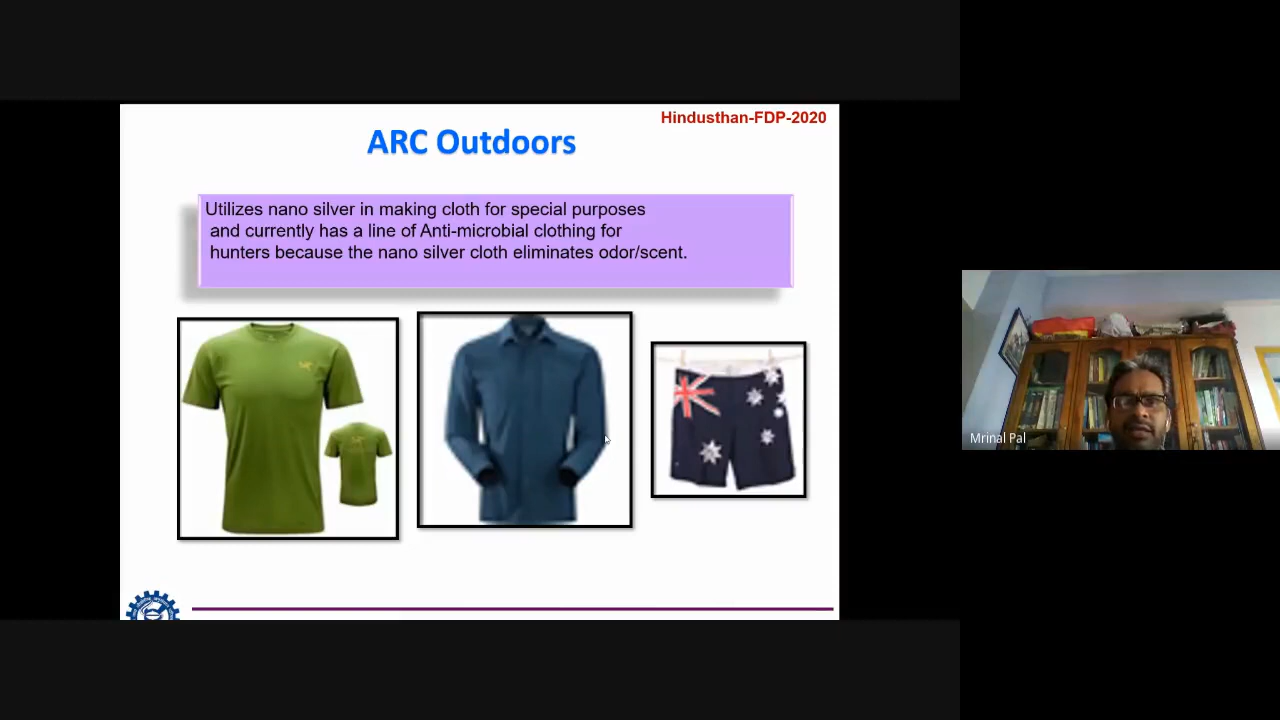 Hindusthan-FDP-2020
ARC Outdoors
Utilizes nano silver in making cloth for special purposes
and currently has a line of Anti-microbial clothing for
hunters because the nano silver cloth eliminates odor/scent.
Mrinal Pal